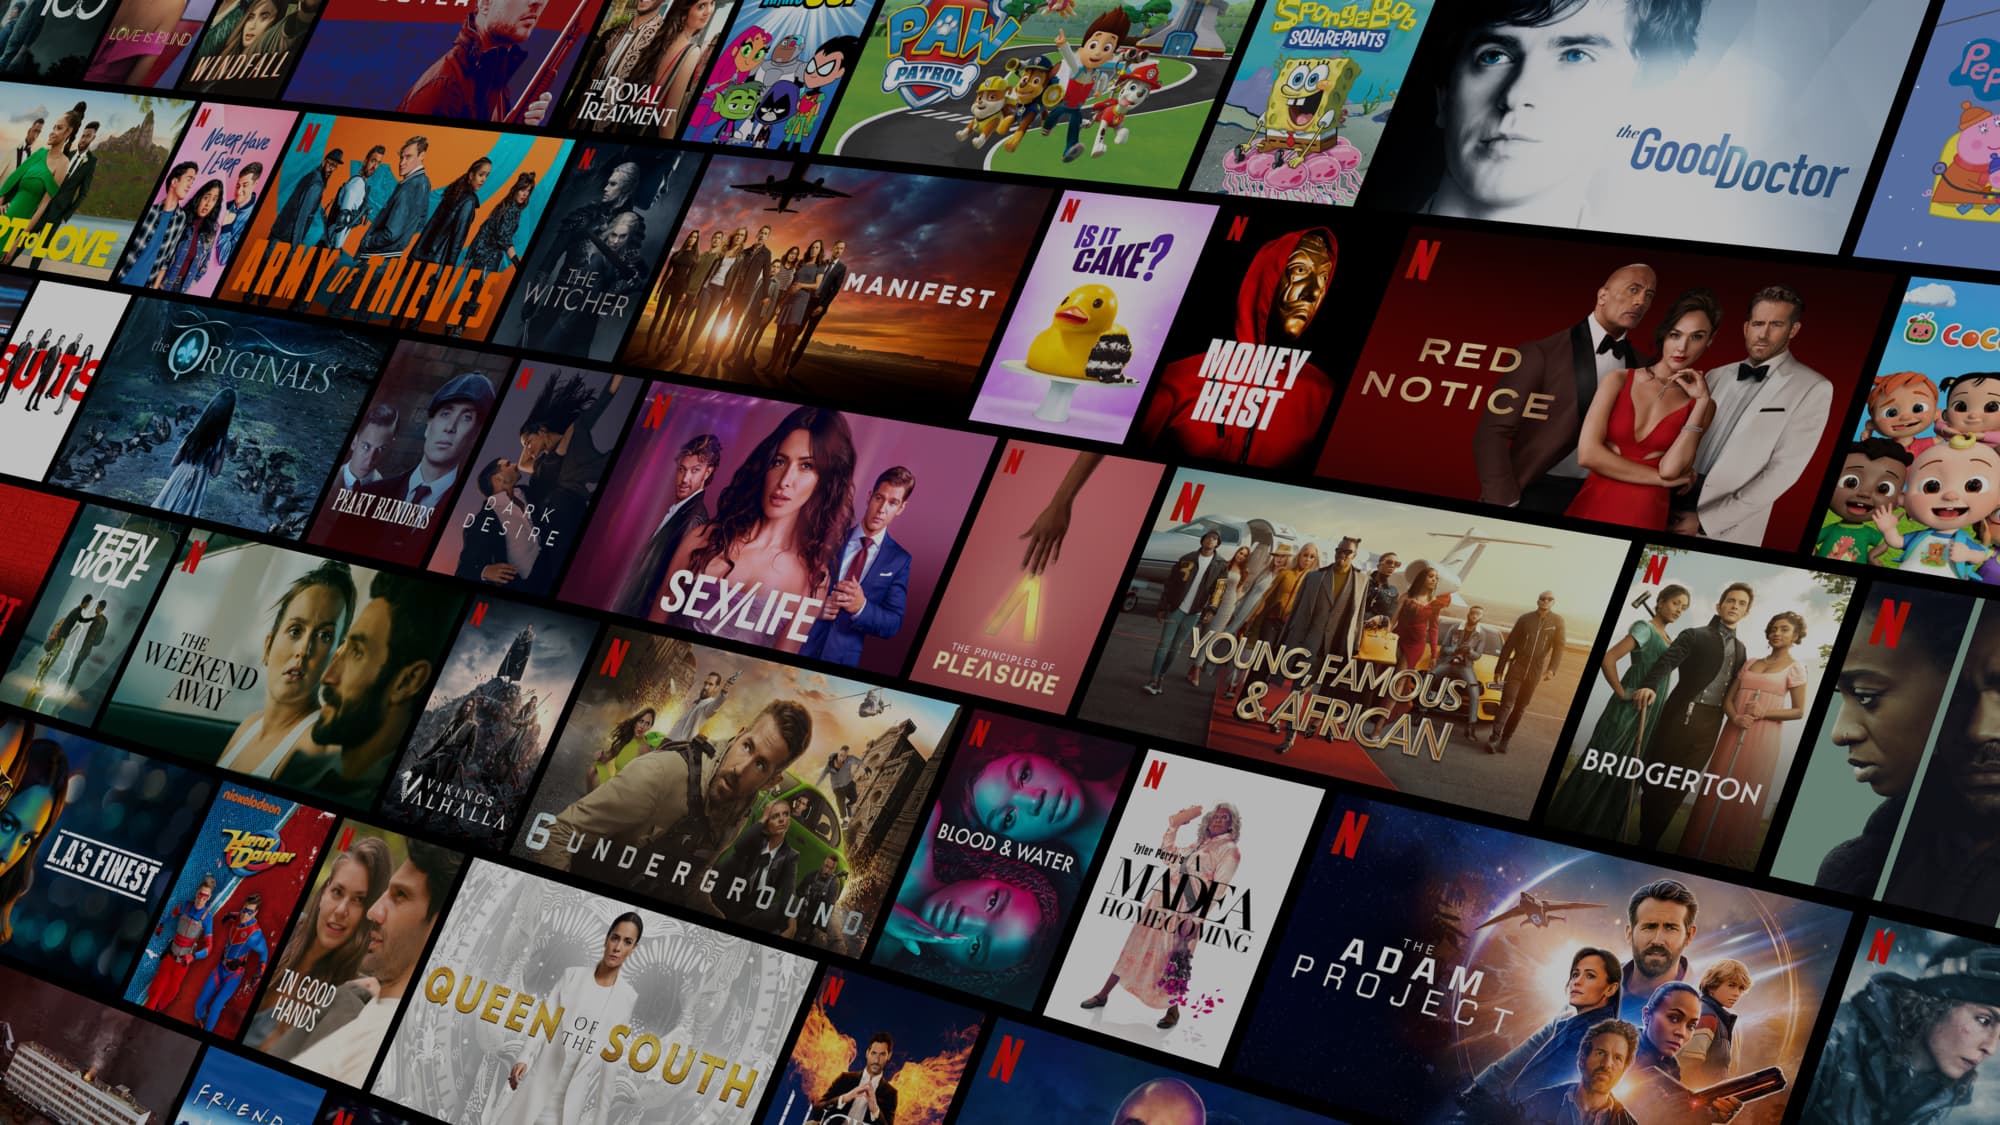 LOVE IS BLIND
WINDFALL
THE
ROYAL
TREATMENT
PAW
PATROL
SPONGEBOB
SQUAREPANTS
the
GoodDoctor
TO LOVE
N
Never Have
I Ever
N
ARMY OF THIEVES
N
THE
WITCHER
MANIFEST
N
IS IT
CAKE?
N
MONEY
HEIST
N
RED
NOTICE
SUITS
the
ORIGINALS
PEAKY BLINDERS
N
DARK
DESIRE
N
SEX/LIFE
N
THE PRINCIPLES OF
PLEASURE
N
YOUNG, FAMOUS
& AFRICAN
N
BRIDGERTON
N
TEEN
WOLF
N
THE
WEEKEND
AWAY
N
VIKINGS
VALHALLA
N
6 UNDERGROUND
N
BLOOD & WATER
N
Tyler Perry's
A
MADEA
HOMECOMING
N
THE
ADAM
PROJECT
N
L.A.'S FINEST
nickelodeon
Henry
Danger
N
IN GOOD
HANDS
QUEEN OF THE SOUTH
N
N